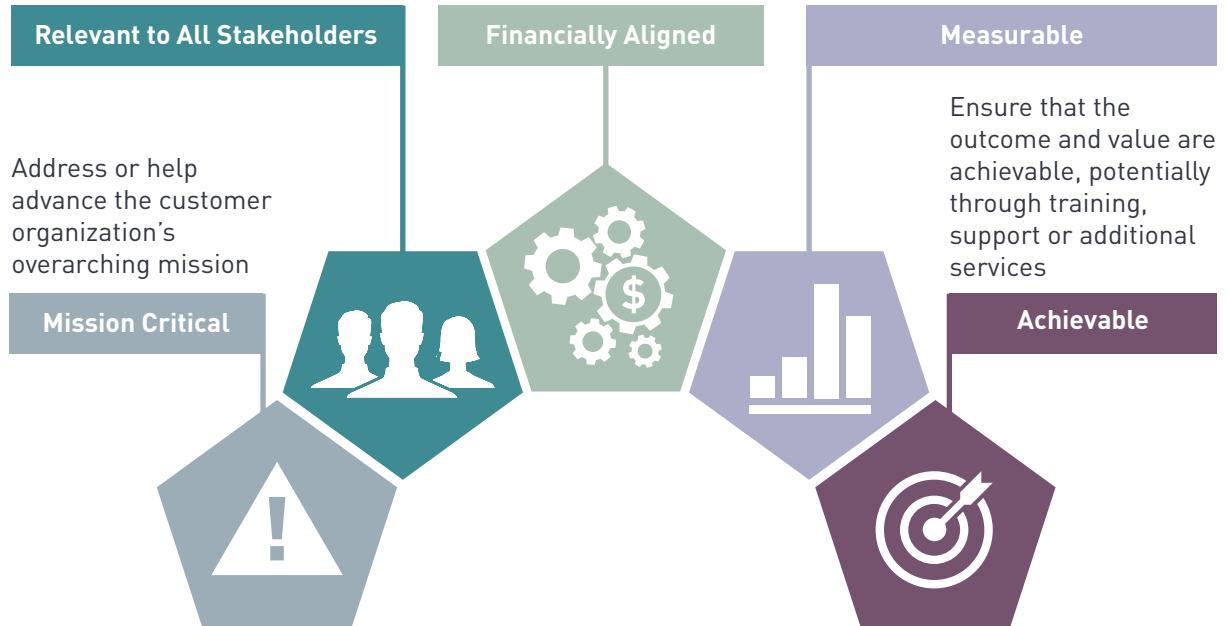 Relevant to All Stakeholders
Financially Aligned
Measurable
Address or help
advance the customer
organization’s
overarching mission
Mission Critical
Ensure that the
outcome and value are
achievable, potentially
through training,
support or additional
services
Achievable
$
!